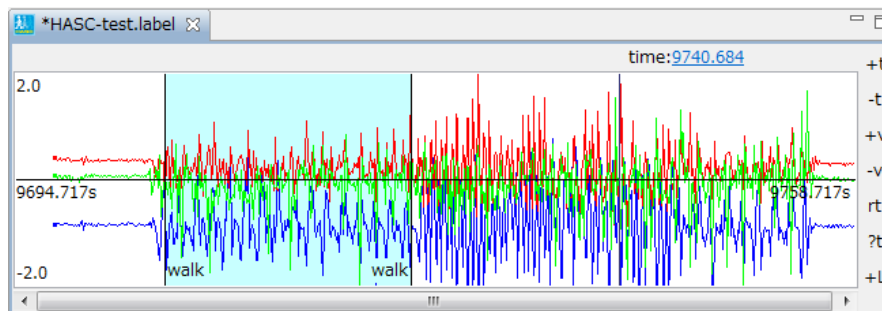 *HASC-test.label
time:9740.684
2.0
9694.717s
9758.717s
-2.0
walk
walk
+t
-t
+v
-v
rt
?t
+L